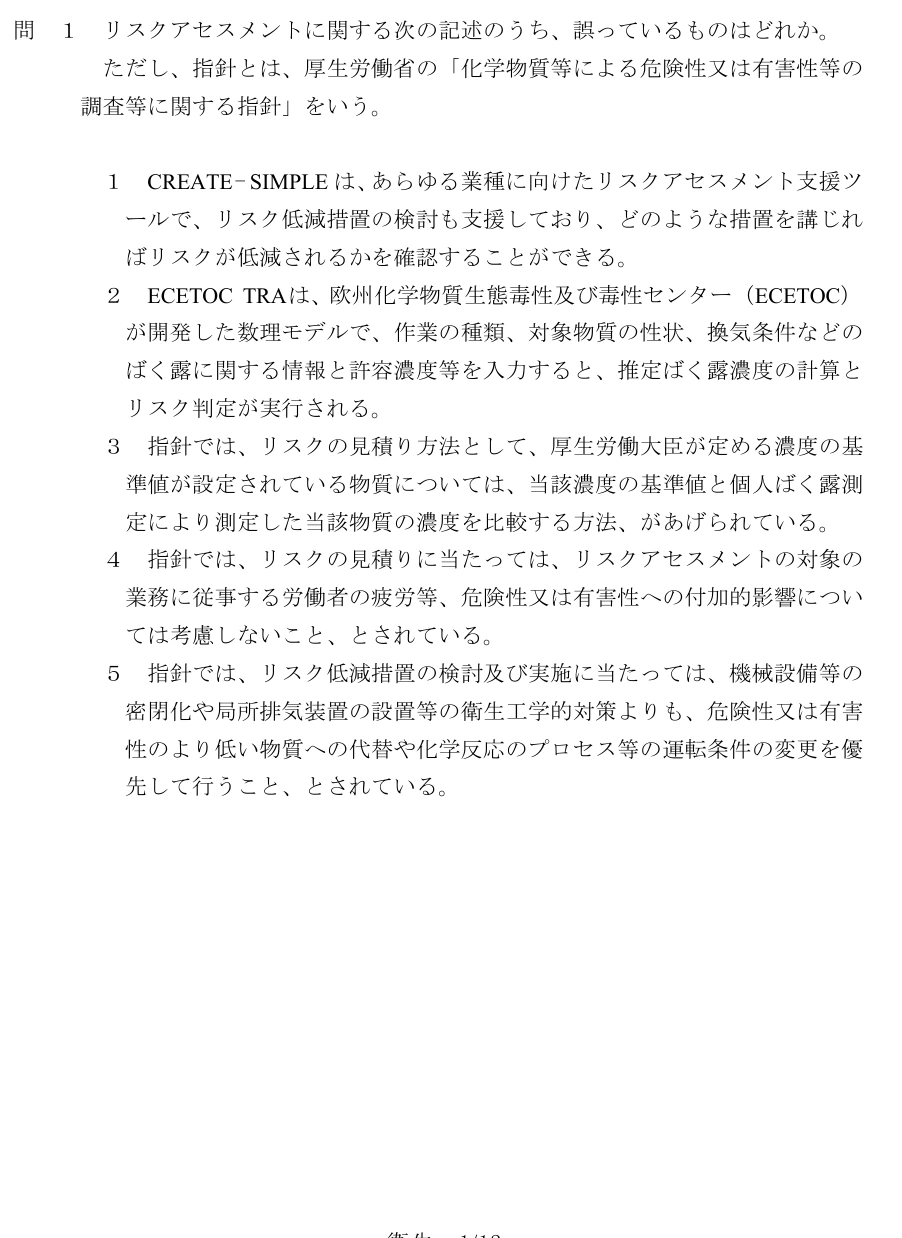 問　１　リスクアセスメントに関する次の記述のうち、誤っているものはどれか。
ただし、指針とは、厚生労働省の「化学物質等による危険性又は有害性等の
調査等に関する指針」をいう。
１　CREATE−SIMPLE は、あらゆる業種に向けたリスクアセスメント支援ツ
ールで、リスク低減措置の検討も支援しており、どのような措置を講じれ
ばリスクが低減されるかを確認することができる。
２　ECETOC TRAは、欧州化学物質生態毒性及び毒性センター（ECETOC）
が開発した数理モデルで、作業の種類、対象物質の性状、換気条件などの
ばく露に関する情報と許容濃度等を入力すると、推定ばく露濃度の計算と
リスク判定が実行される。
３　指針では、リスクの見積り方法として、厚生労働大臣が定める濃度の基
準値が設定されている物質については、当該濃度の基準値と個人ばく露測
定により測定した当該物質の濃度を比較する方法、があげられている。
４　指針では、リスクの見積りに当たっては、リスクアセスメントの対象の
業務に従事する労働者の疲労等、危険性又は有害性への付加的影響につい
ては考慮しないこと、とされている。
５　指針では、リスク低減措置の検討及び実施に当たっては、機械設備等の
密閉化や局所排気装置の設置等の衛生工学的対策よりも、危険性又は有害
性のより低い物質への代替や化学反応のプロセス等の運転条件の変更を優
先して行うこと、とされている。